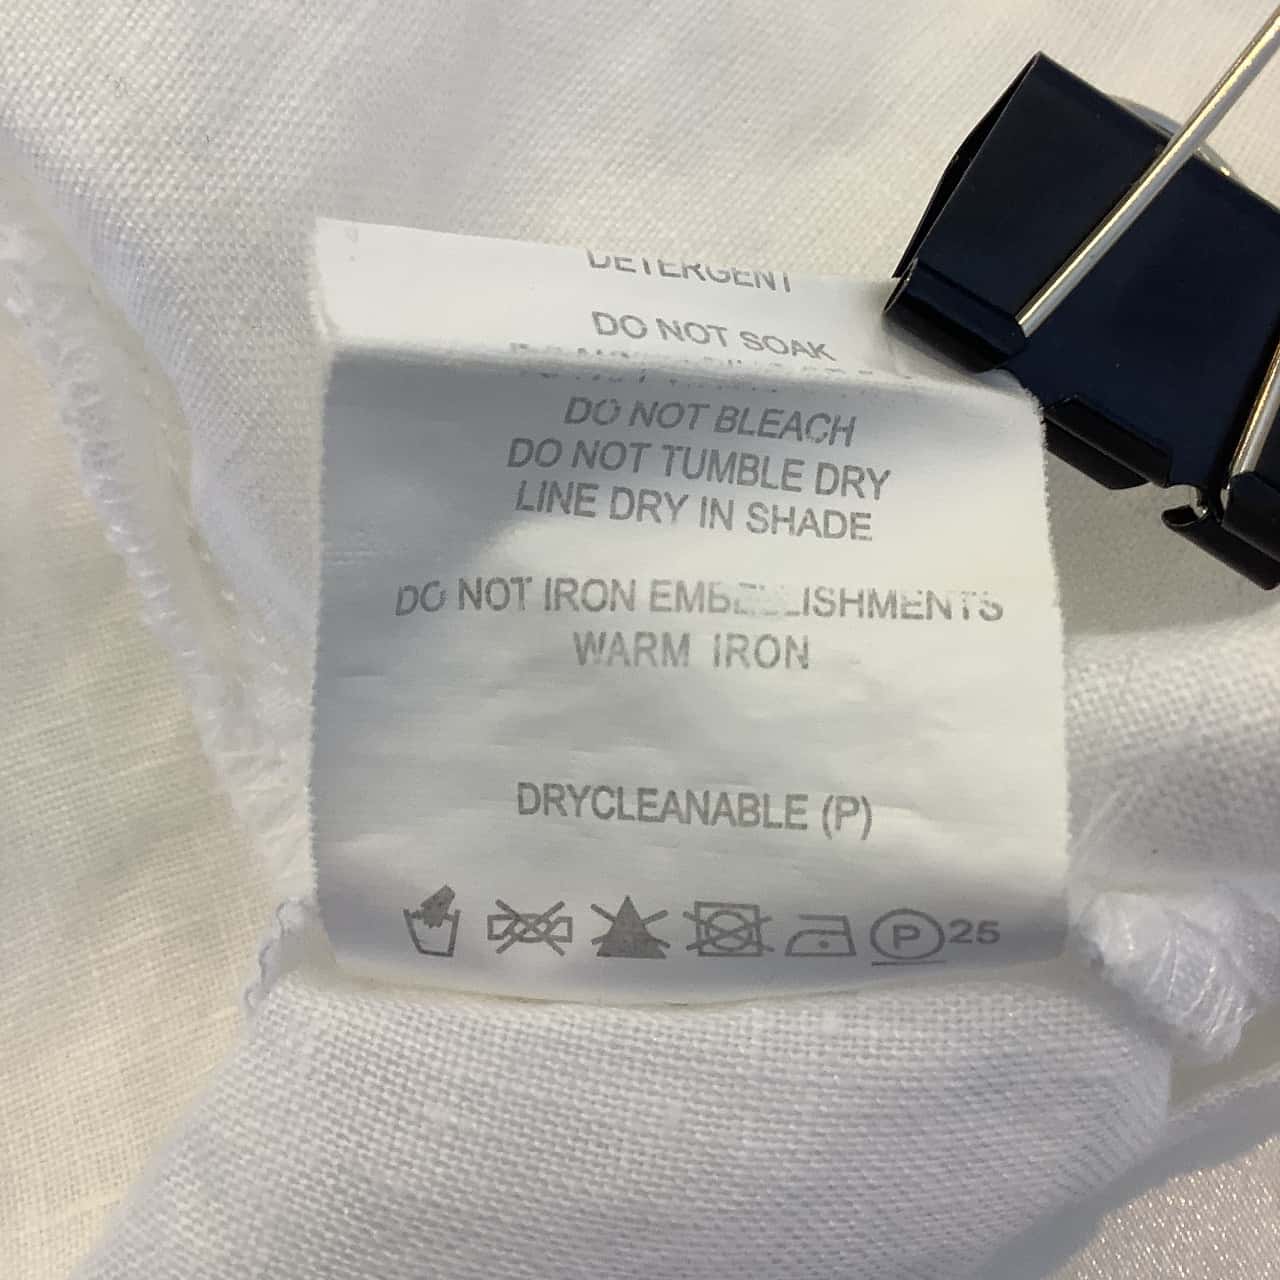 DETERGENT
DO NOT SOAK
DO NOT BLEACH
DO NOT TUMBLE DRY
LINE DRY IN SHADE
DO NOT IRON EMBELLISHMENTS
WARM IRON
DRYCLEANABLE (P)
P 25